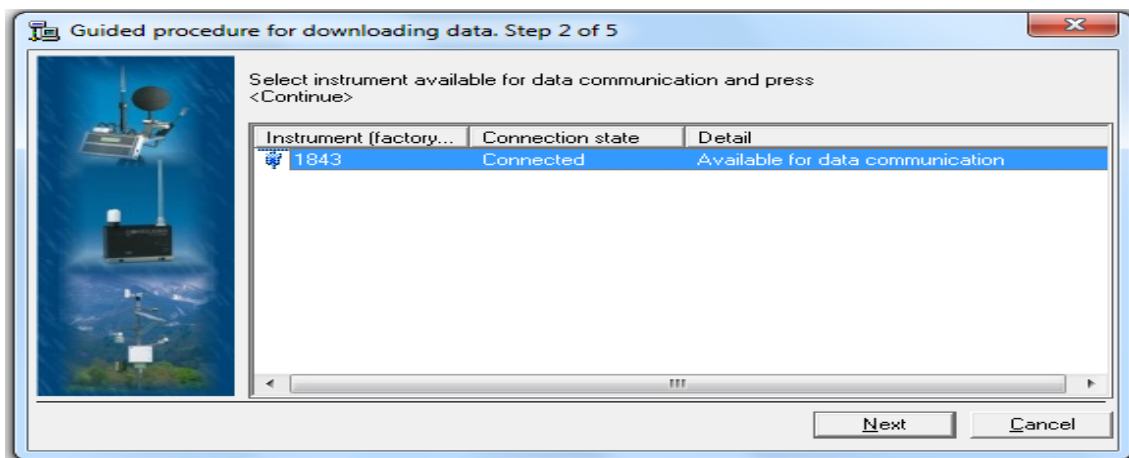 Guided procedure for downloading data. Step 2 of 5
Select instrument available for data communication and press
<Continue>
Instrument (factory... Connection state Detail
1843 Connected Available for data communication
Next Cancel